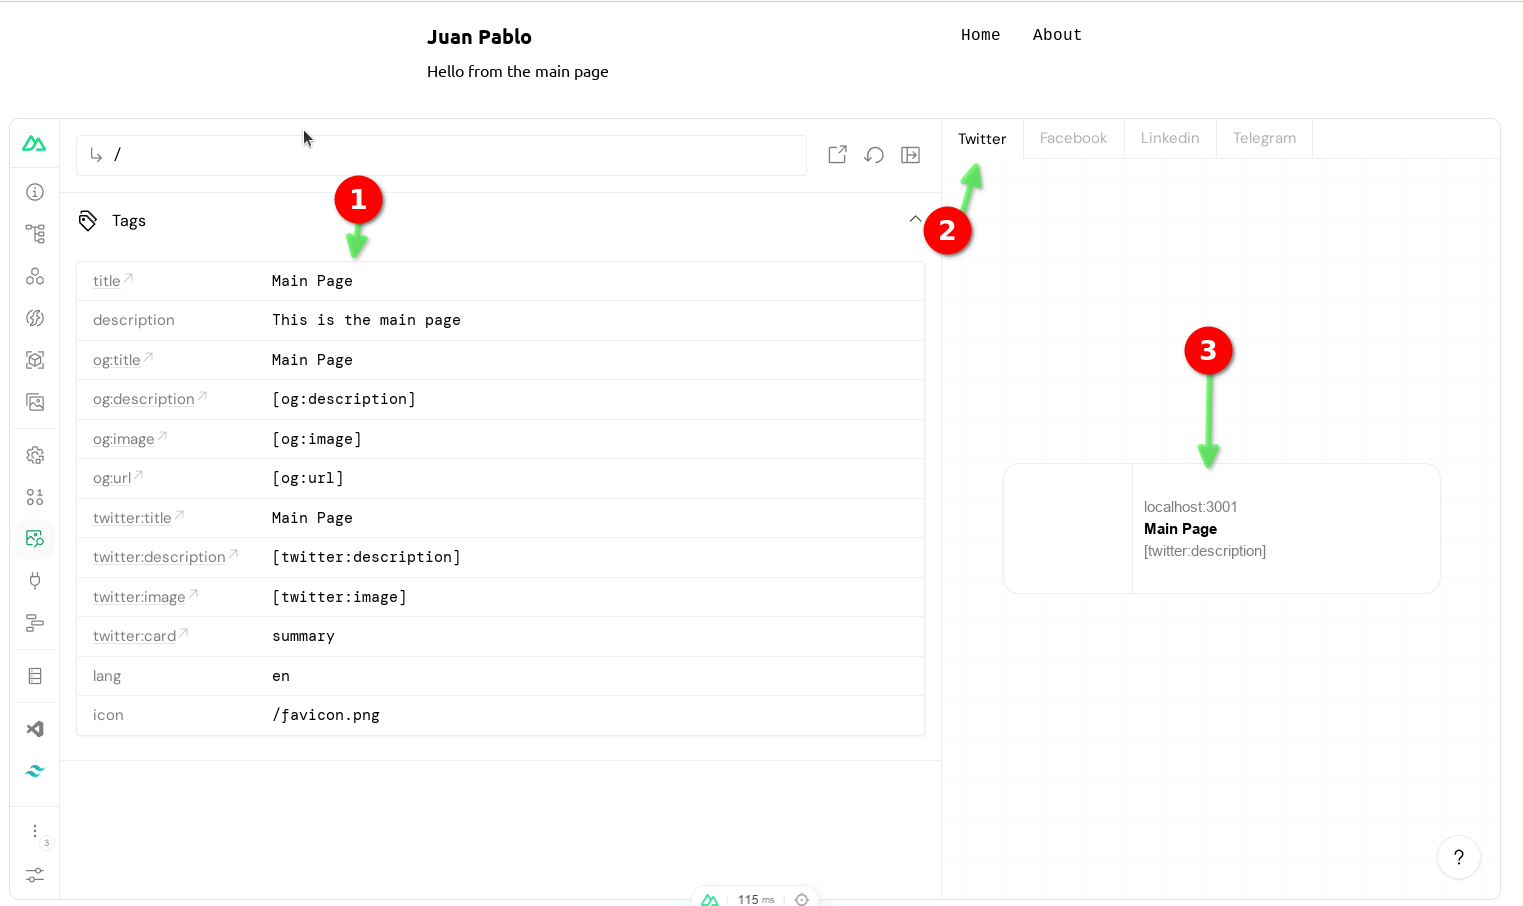 Juan Pablo
Home About
Hello from the main page
/
Twitter Facebook Linkedin Telegram
1
Tags
2
title Main Page
description This is the main page
og:title Main Page
og:description [og:description]
og:image [og:image]
og:url [og:url]
twitter:title Main Page
twitter:description [twitter:description]
twitter:image [twitter:image]
twitter:card summary
lang en
icon /favicon.png
3
localhost:3001
Main Page
[twitter:description]
3
?
115 ms